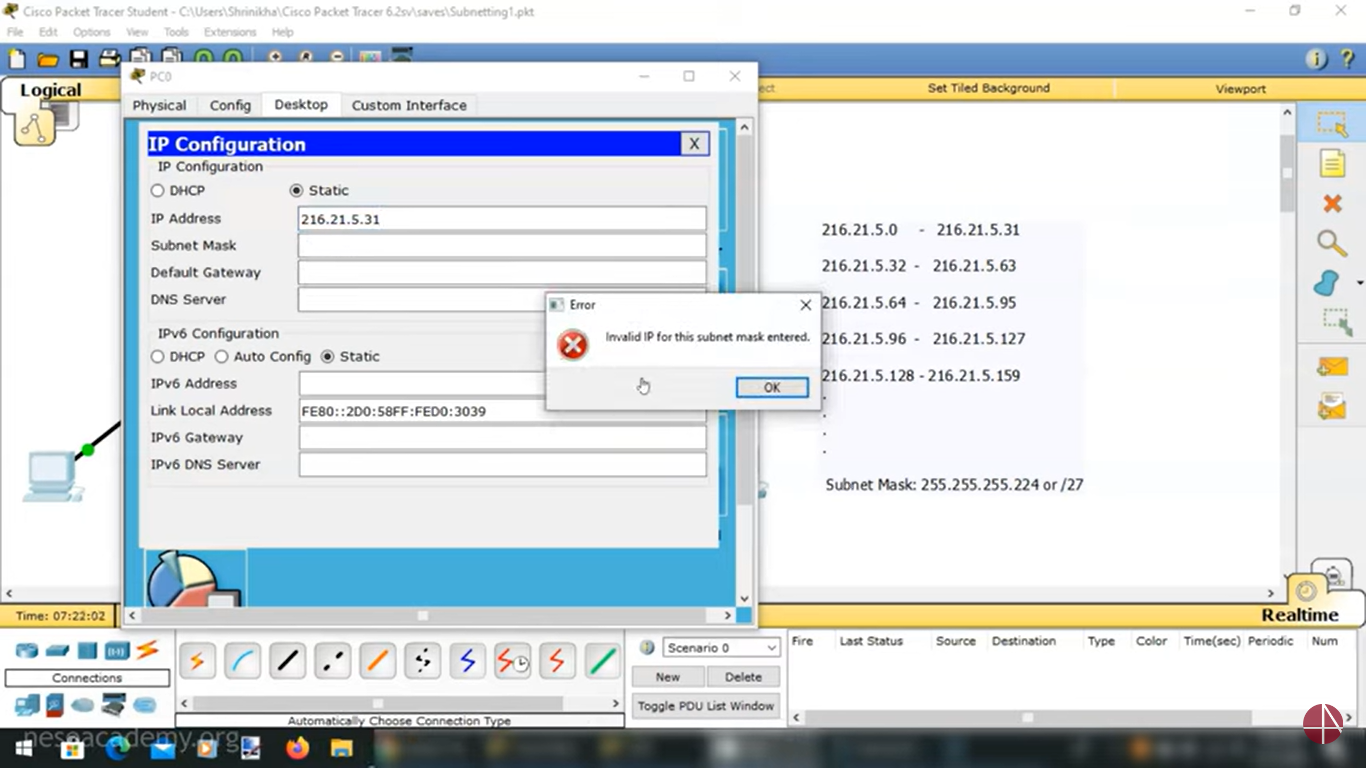 Cisco Packet Tracer Student - C:\Users\Shrinikha\Cisco Packet Tracer 6.2sv\saves\Subnetting1.pkt
File Edit Options View Tools Extensions Help
PC0
Logical
ect Set Tiled Background Viewport
Physical Config Desktop Custom Interface
IP Configuration X
IP Configuration
DHCP Static
IP Address 216.21.5.31
Subnet Mask
Default Gateway
DNS Server
IPv6 Configuration
DHCP Auto Config Static
IPv6 Address
Link Local Address FE80::2D0:58FF:FED0:3039
IPv6 Gateway
IPv6 DNS Server
Error
Invalid IP for this subnet mask entered.
OK
216.21.5.0 - 216.21.5.31
216.21.5.32 - 216.21.5.63
216.21.5.64 - 216.21.5.95
216.21.5.96 - 216.21.5.127
216.21.5.128 - 216.21.5.159
.
.
.
Subnet Mask: 255.255.255.224 or /27
Time: 07:22:02 Realtime
Connections
Automatically Choose Connection Type
Scenario 0
New Delete
Toggle PDU List Window
Fire Last Status Source Destination Type Color Time(sec) Periodic Num
nesoacademy.org